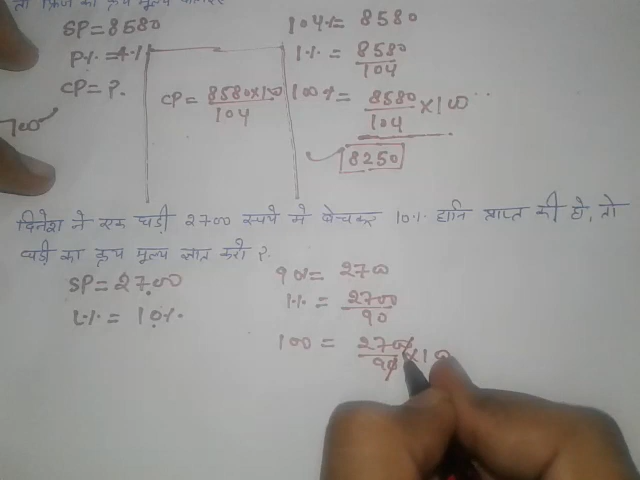 का क्रय मूल्य
SP=8580
P%=4%
CP=?
CP= 8580×100
104
104% = 8580
1% = 8580
104
100% = 8580 × 100
104
8250
दिनेश ने एक घड़ी 2700 रुपये में बेचकर 10% हानि प्राप्त की हो, तो
घड़ी का क्रय मूल्य ज्ञात करो ?
SP=2700
L% = 10%
90% = 2700
1% = 2700
90
100 = 2700 ×10
90